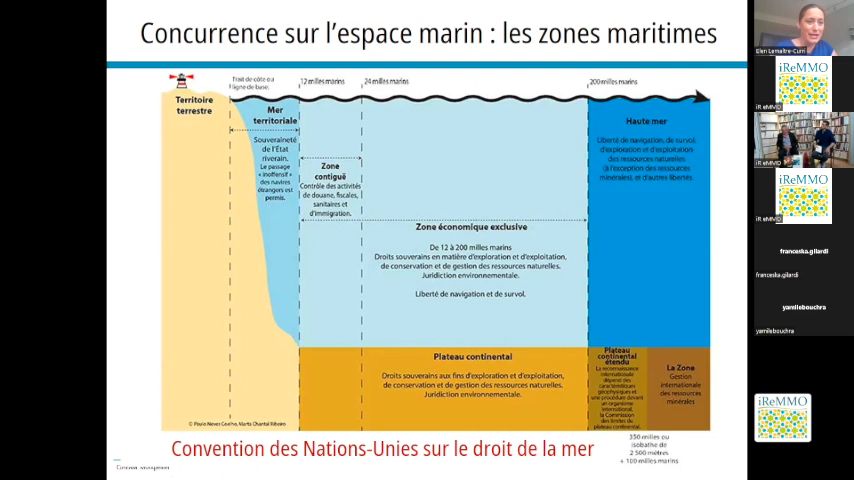 Concurrence sur l'espace marin : les zones maritimes
Trait de côte ou
ligne de base.
12 milles marins
24 milles marins
200 milles marins
Territoire
terrestre
Mer
territoriale
Souveraineté
de l'État
riverain.
Le passage
« inoffensif »
des navires
étrangers est
permis.
Zone
contiguë
Contrôle des activités
de douane, fiscales,
sanitaires et
d'immigration.
Haute mer
Liberté de navigation, de survol,
d'exploration et d'exploitation
des ressources naturelles
(à l'exception des ressources
minérales), et d'autres libertés.
Zone économique exclusive
De 12 à 200 milles marins
Droits souverains en matière d'exploration et d'exploitation,
de conservation et de gestion des ressources naturelles.
Juridiction environnementale.
Liberté de navigation et de survol.
Plateau continental
Droits souverains aux fins d'exploration et d'exploitation,
de conservation et de gestion des ressources naturelles.
Juridiction environnementale.
Plateau
continental
étendu
La reconnaissance
internationale
dépend des
caractéristiques
géophysiques et
une procédure devant
un organisme
international,
la Commission
des limites du
plateau continental.
La Zone
Gestion
internationale
des ressources
minérales
© Paulo Neves Coelho, Marta Chantal Ribeiro
350 milles ou
isobathe de
2 500 mètres
+ 100 milles marins
Convention des Nations-Unies sur le droit de la mer
Elen Lemaitre-Curri
iReMMO
iR eMMO
iR eMMO
iReMMO
iR eMMO
franceska.gilardi
franceska.gilardi
yamilebouchra
yamilebouchra
iReMMO